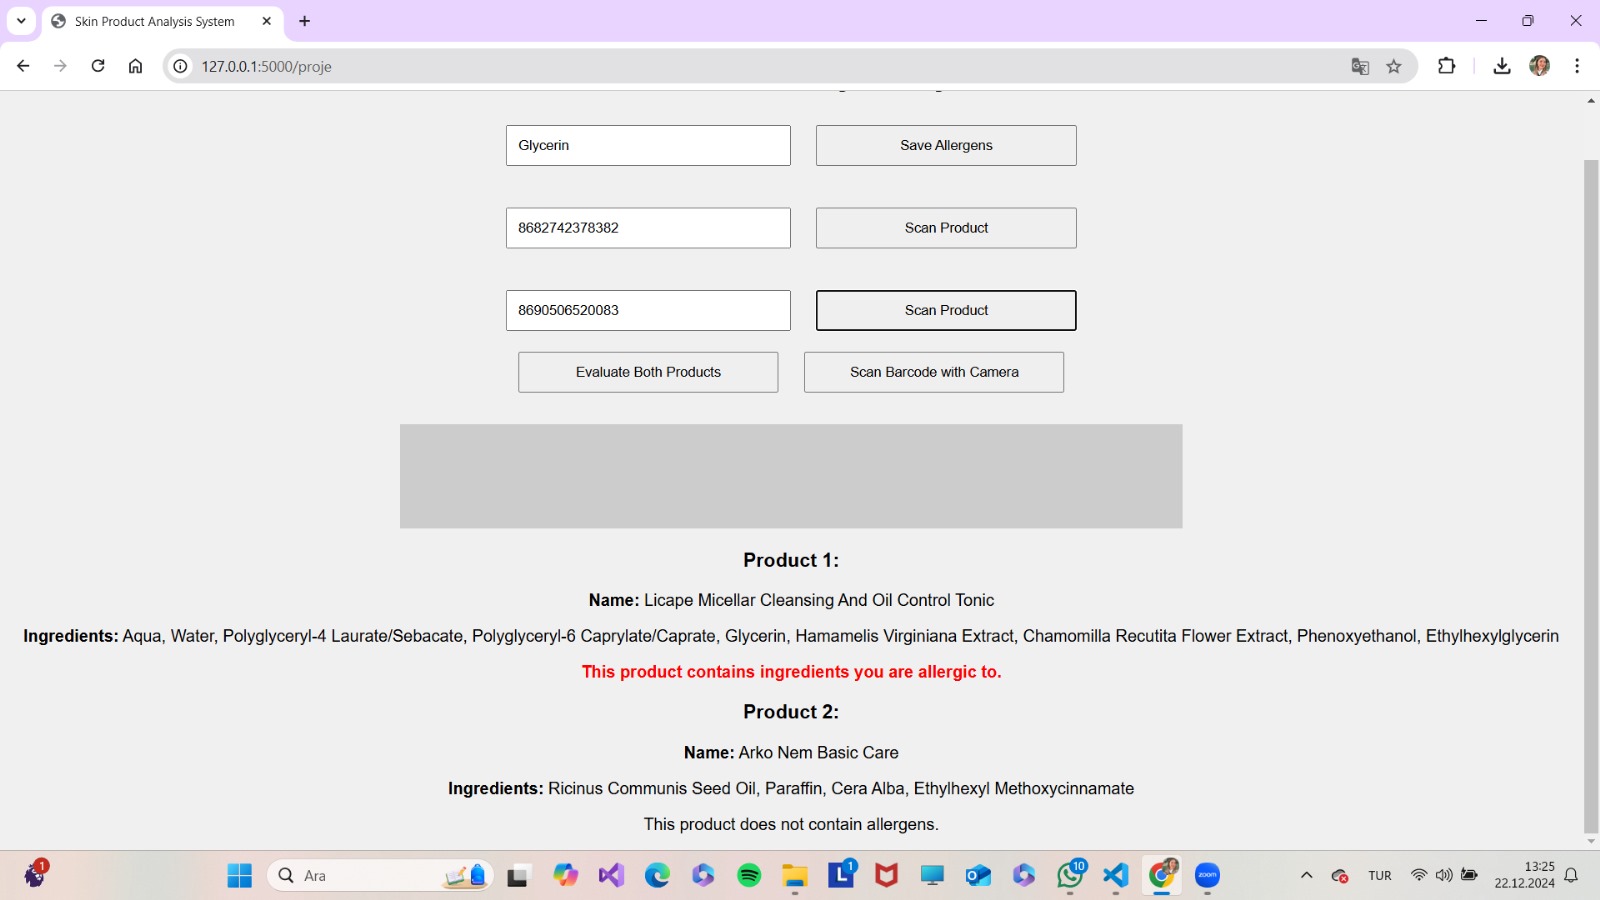 Skin Product Analysis System
127.0.0.1:5000/proje
Glycerin
Save Allergens
8682742378382
Scan Product
8690506520083
Scan Product
Evaluate Both Products
Scan Barcode with Camera
Product 1:
Name: Licape Micellar Cleansing And Oil Control Tonic
Ingredients: Aqua, Water, Polyglyceryl-4 Laurate/Sebacate, Polyglyceryl-6 Caprylate/Caprate, Glycerin, Hamamelis Virginiana Extract, Chamomilla Recutita Flower Extract, Phenoxyethanol, Ethylhexylglycerin
This product contains ingredients you are allergic to.
Product 2:
Name: Arko Nem Basic Care
Ingredients: Ricinus Communis Seed Oil, Paraffin, Cera Alba, Ethylhexyl Methoxycinnamate
This product does not contain allergens.
1
Ara
L
1
10
zoom
TUR
13:25
22.12.2024